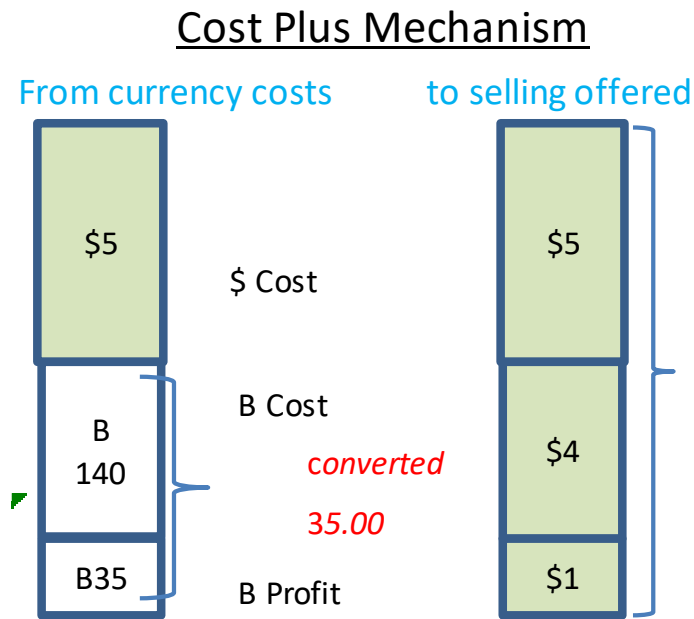 Cost Plus Mechanism
From currency costs
to selling offered
$5
$ Cost
$5
B Cost
B
140
converted
35.00
$4
B35
B Profit
$1